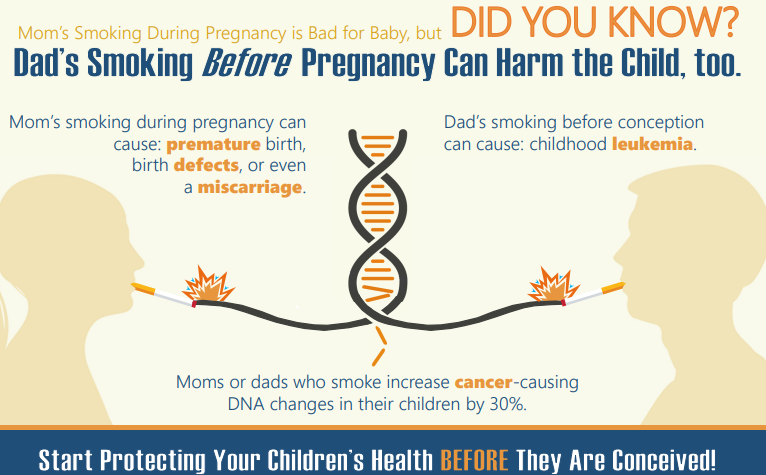 Mom's Smoking During Pregnancy is Bad for Baby, but DID YOU KNOW?
Dad's Smoking Before Pregnancy Can Harm the Child, too.
Mom's smoking during pregnancy can
cause: premature birth,
birth defects, or even
a miscarriage.
Dad's smoking before conception
can cause: childhood leukemia.
Moms or dads who smoke increase cancer-causing
DNA changes in their children by 30%.
Start Protecting Your Children's Health BEFORE They Are Conceived!